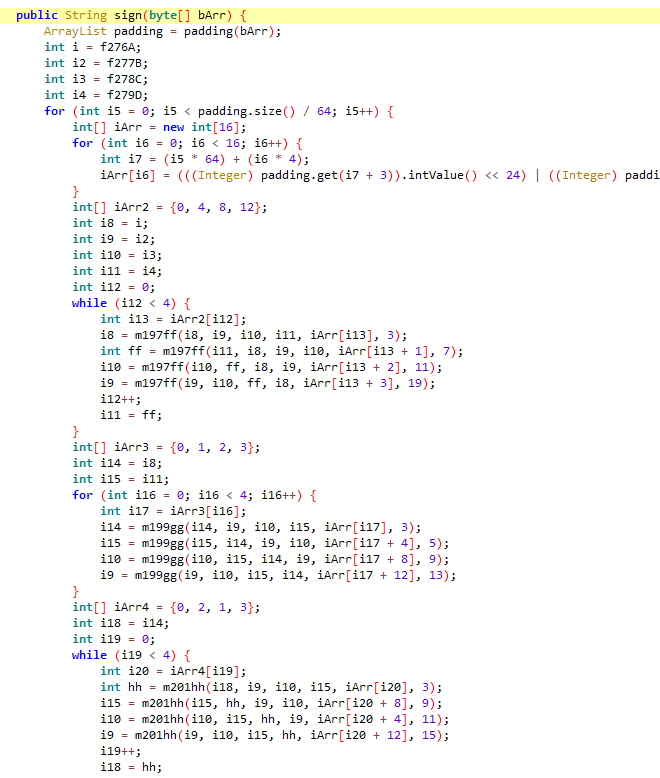 public String sign(byte[] bArr) {
    ArrayList padding = padding(bArr);
    int i = f276A;
    int i2 = f277B;
    int i3 = f278C;
    int i4 = f279D;
    for (int i5 = 0; i5 < padding.size() / 64; i5++) {
        int[] iArr = new int[16];
        for (int i6 = 0; i6 < 16; i6++) {
            int i7 = (i5 * 64) + (i6 * 4);
            iArr[i6] = (((Integer) padding.get(i7 + 3)).intValue() << 24) | ((Integer) paddi
        }
        int[] iArr2 = {0, 4, 8, 12};
        int i8 = i;
        int i9 = i2;
        int i10 = i3;
        int i11 = i4;
        int i12 = 0;
        while (i12 < 4) {
            int i13 = iArr2[i12];
            i8 = m197ff(i8, i9, i10, i11, iArr[i13], 3);
            int ff = m197ff(i11, i8, i9, i10, iArr[i13 + 1], 7);
            i10 = m197ff(i10, ff, i8, i9, iArr[i13 + 2], 11);
            i9 = m197ff(i9, i10, ff, i8, iArr[i13 + 3], 19);
            i12++;
            i11 = ff;
        }
        int[] iArr3 = {0, 1, 2, 3};
        int i14 = i8;
        int i15 = i11;
        for (int i16 = 0; i16 < 4; i16++) {
            int i17 = iArr3[i16];
            i14 = m199gg(i14, i9, i10, i15, iArr[i17], 3);
            i15 = m199gg(i15, i14, i9, i10, iArr[i17 + 4], 5);
            i10 = m199gg(i10, i15, i14, i9, iArr[i17 + 8], 9);
            i9 = m199gg(i9, i10, i15, i14, iArr[i17 + 12], 13);
        }
        int[] iArr4 = {0, 2, 1, 3};
        int i18 = i14;
        int i19 = 0;
        while (i19 < 4) {
            int i20 = iArr4[i19];
            int hh = m201hh(i18, i9, i10, i15, iArr[i20], 3);
            i15 = m201hh(i15, hh, i9, i10, iArr[i20 + 8], 9);
            i10 = m201hh(i10, i15, hh, i9, iArr[i20 + 4], 11);
            i9 = m201hh(i9, i10, i15, hh, iArr[i20 + 12], 15);
            i19++;
            i18 = hh;